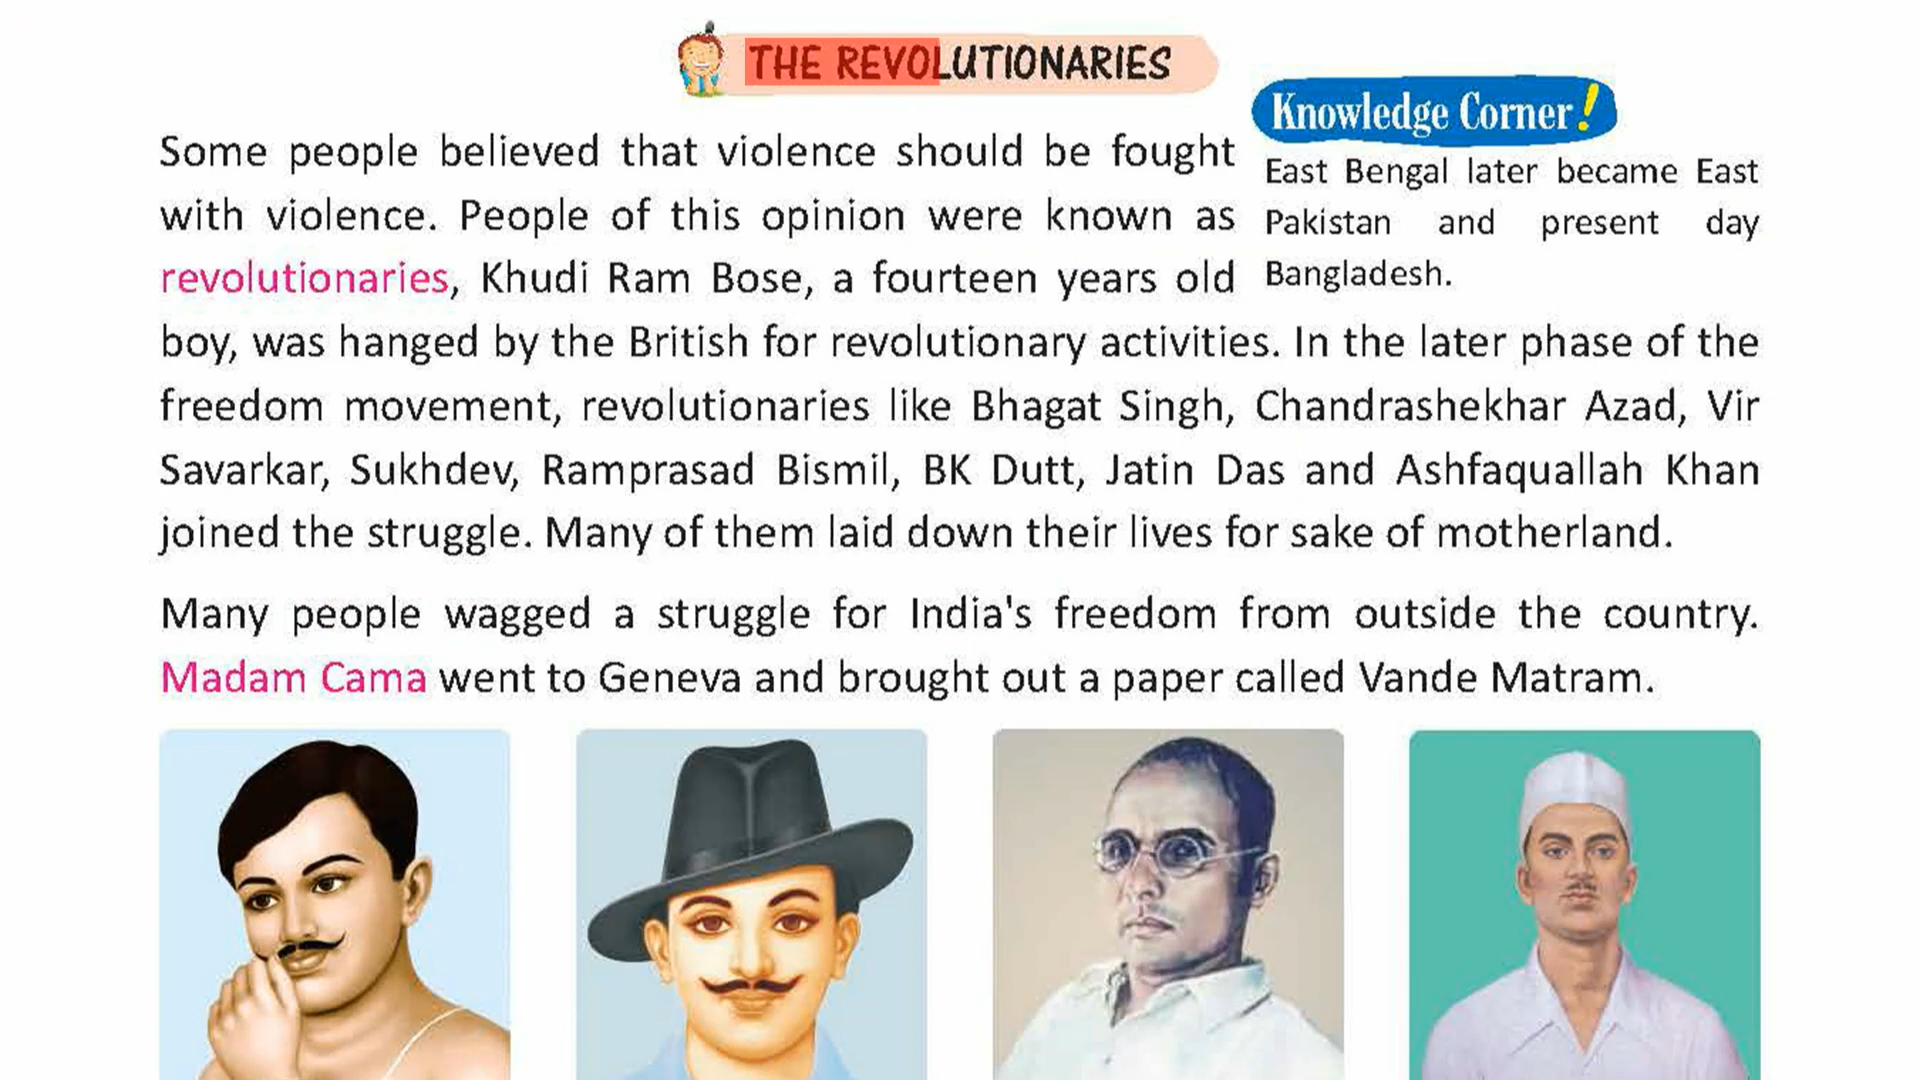 THE REVOLUTIONARIES
Knowledge Corner!
East Bengal later became East
Pakistan and present day
Bangladesh.
Some people believed that violence should be fought
with violence. People of this opinion were known as
revolutionaries, Khudi Ram Bose, a fourteen years old
boy, was hanged by the British for revolutionary activities. In the later phase of the
freedom movement, revolutionaries like Bhagat Singh, Chandrashekhar Azad, Vir
Savarkar, Sukhdev, Ramprasad Bismil, BK Dutt, Jatin Das and Ashfaquallah Khan
joined the struggle. Many of them laid down their lives for sake of motherland.
Many people wagged a struggle for India's freedom from outside the country.
Madam Cama went to Geneva and brought out a paper called Vande Matram.